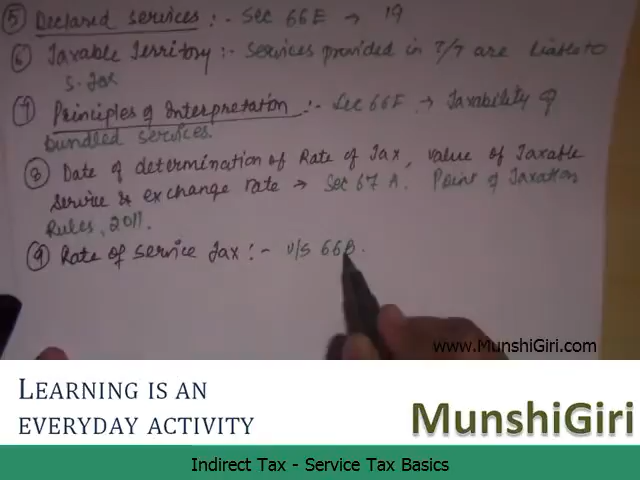 ⑤ Declared services :- Sec 66E → 19
⑥ Taxable Territory :- Services provided in T/T are liable to
S. Tax
⑦ Principles of Interpretation :- Sec 66F → Taxability of
bundled services.
⑧ Date of determination of Rate of Tax, value of Taxable
Service & exchange rate → Sec 67 A. Point of Taxation
Rules, 2011.
⑨ Rate of service Tax :- U/S 66B.
www.MunshiGiri.com
LEARNING IS AN
EVERYDAY ACTIVITY
MunshiGiri
Indirect Tax - Service Tax Basics